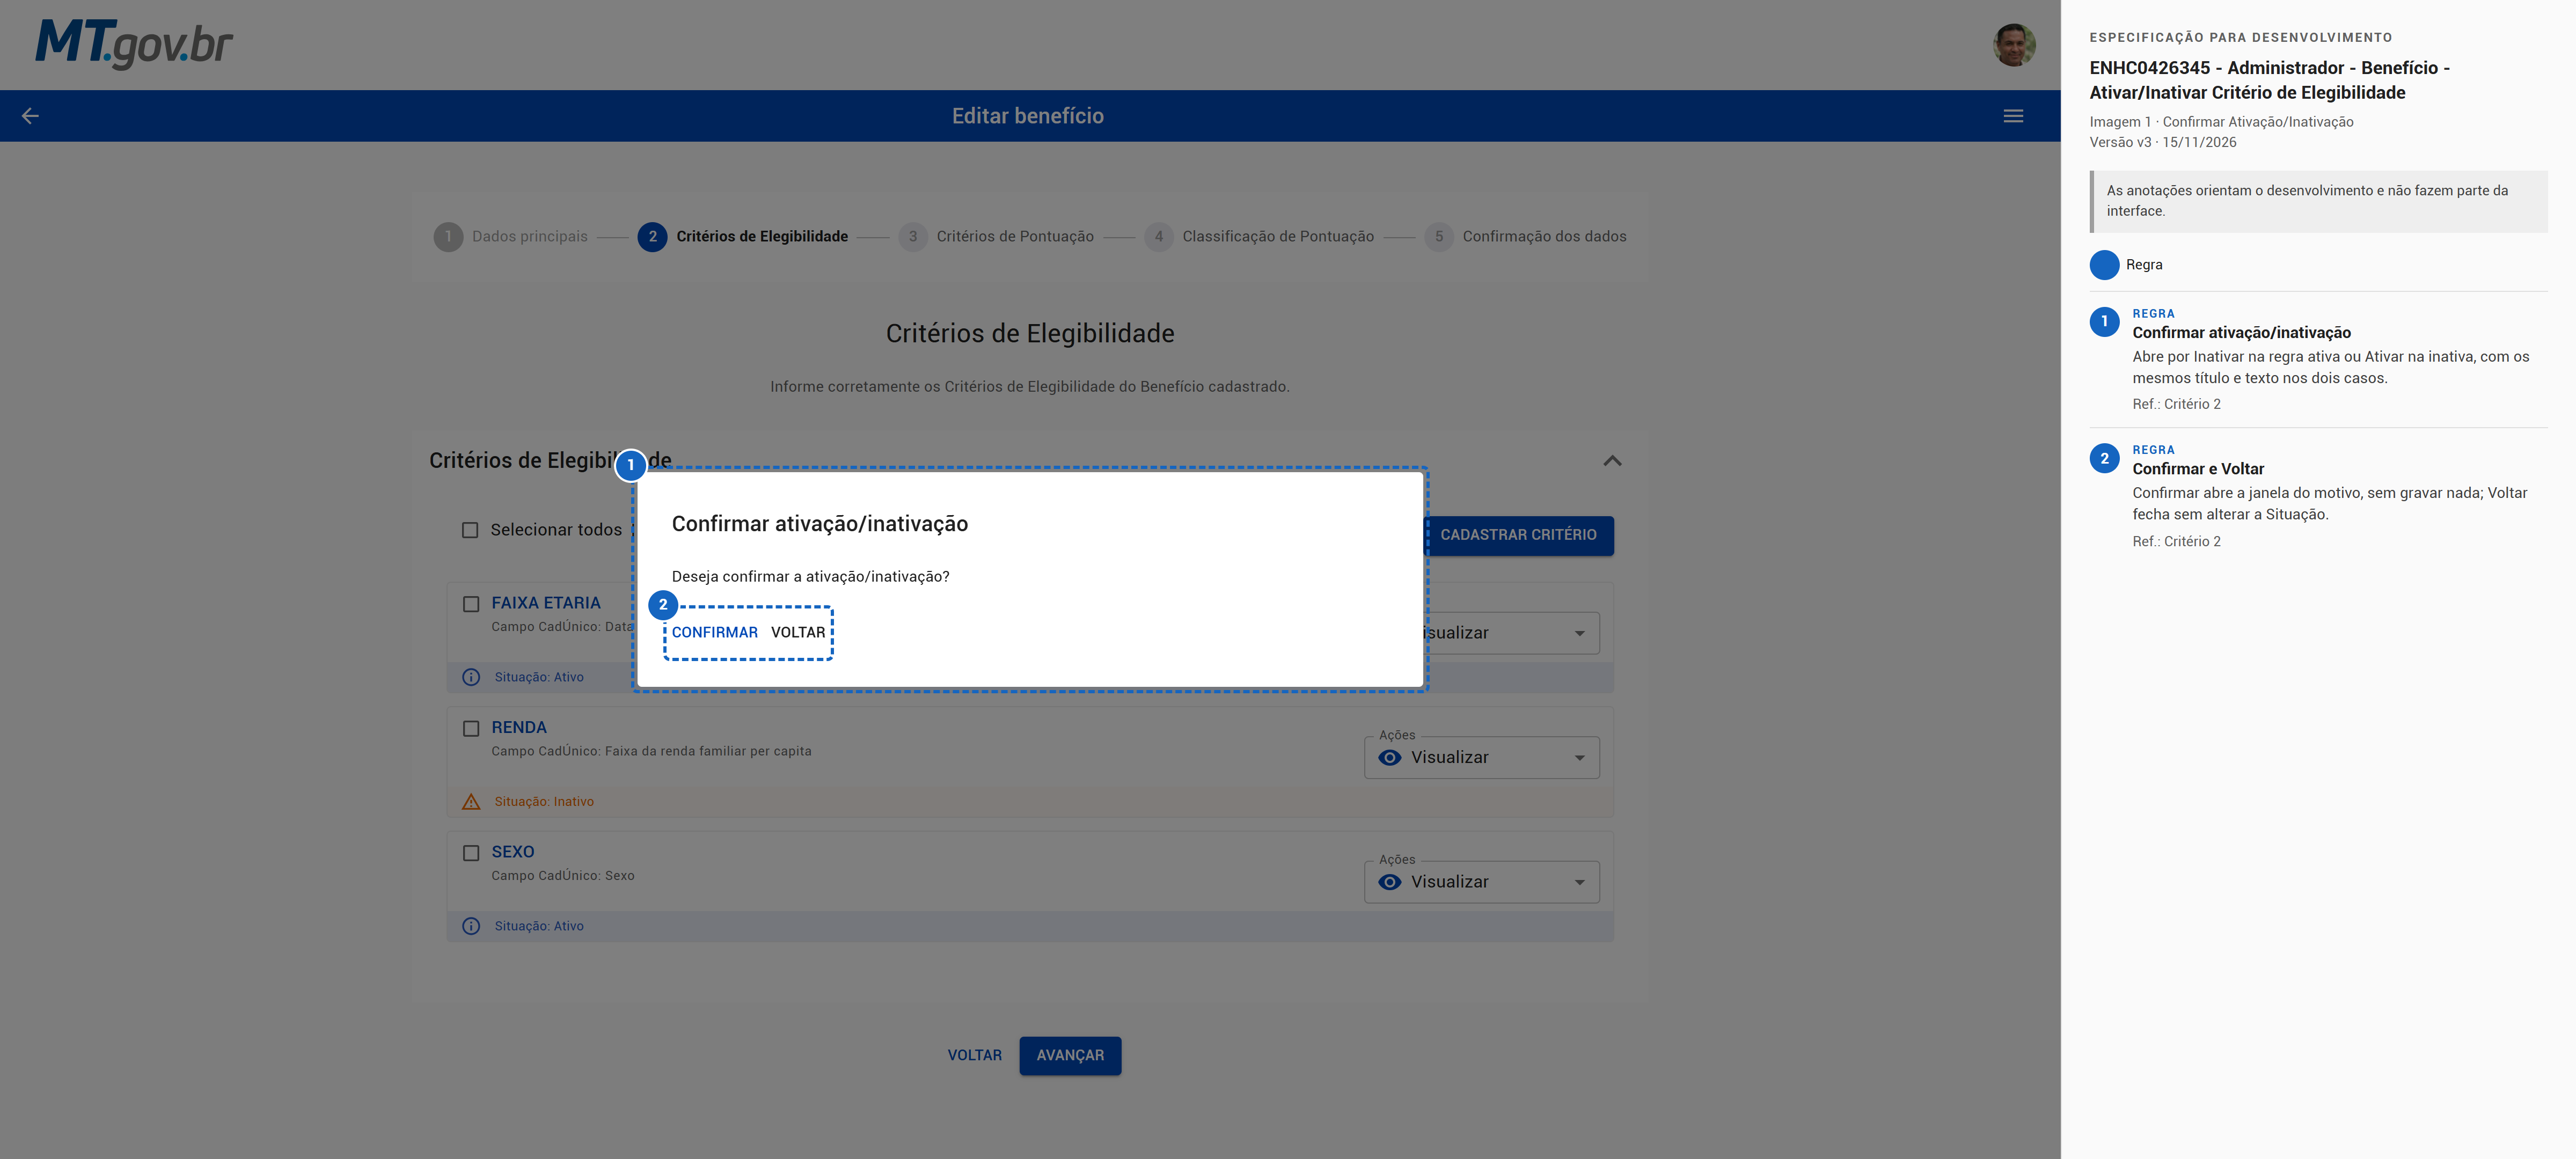 MT.gov.br
Editar benefício
1 Dados principais
2 Critérios de Elegibilidade
3 Critérios de Pontuação
4 Classificação de Pontuação
5 Confirmação dos dados
Critérios de Elegibilidade
Informe corretamente os Critérios de Elegibilidade do Benefício cadastrado.
Critérios de Elegibil de
1
Selecionar todos
CADASTRAR CRITÉRIO
Confirmar ativação/inativação
Deseja confirmar a ativação/inativação?
2
CONFIRMAR VOLTAR
FAIXA ETARIA
Campo CadÚnico: Data
isualizar
Situação: Ativo
RENDA
Campo CadÚnico: Faixa da renda familiar per capita
Ações
Visualizar
Situação: Inativo
SEXO
Campo CadÚnico: Sexo
Ações
Visualizar
Situação: Ativo
VOLTAR AVANÇAR
ESPECIFICAÇÃO PARA DESENVOLVIMENTO
ENHC0426345 - Administrador - Benefício -
Ativar/Inativar Critério de Elegibilidade
Imagem 1 · Confirmar Ativação/Inativação
Versão v3 · 15/11/2026
As anotações orientam o desenvolvimento e não fazem parte da
interface.
Regra
1 REGRA
Confirmar ativação/inativação
Abre por Inativar na regra ativa ou Ativar na inativa, com os
mesmos título e texto nos dois casos.
Ref.: Critério 2
2 REGRA
Confirmar e Voltar
Confirmar abre a janela do motivo, sem gravar nada; Voltar
fecha sem alterar a Situação.
Ref.: Critério 2